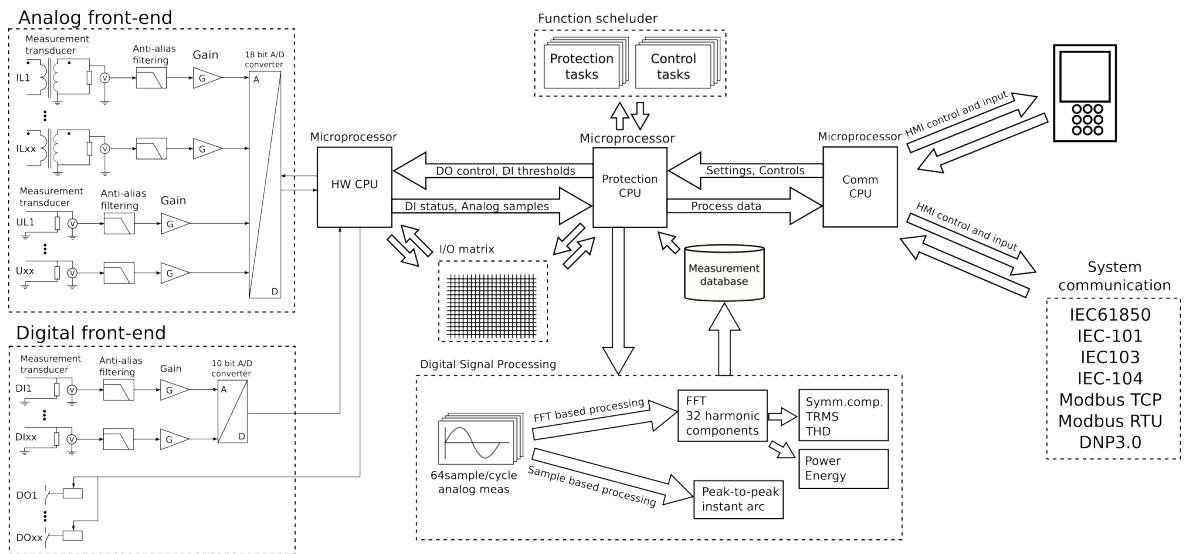 Analog front-end
Measurement
transducer
Anti-alias
filtering
Gain
18 bit A/D
converter
IL1
V
G
A
ILxx
V
G
Measurement
transducer
Anti-alias
filtering
Gain
UL1
V
G
Uxx
V
G
D
Digital front-end
Measurement
transducer
Anti-alias
filtering
Gain
10 bit A/D
converter
DI1
V
G
A
DIxx
V
G
D
DO1
DOxx
Microprocessor
HW CPU
DO control, DI thresholds
DI status, Analog samples
I/O matrix
Function scheluder
Protection
tasks
Control
tasks
Microprocessor
Protection
CPU
Settings, Controls
Process data
Measurement
database
Microprocessor
Comm
CPU
HMI control and input
HMI control and input
System
communication
IEC61850
IEC-101
IEC103
IEC-104
Modbus TCP
Modbus RTU
DNP3.0
Digital Signal Processing
64sample/cycle
analog meas
FFT based processing
Sample based processing
FFT
32 harmonic
components
Symm.comp.
TRMS
THD
Power
Energy
Peak-to-peak
instant arc